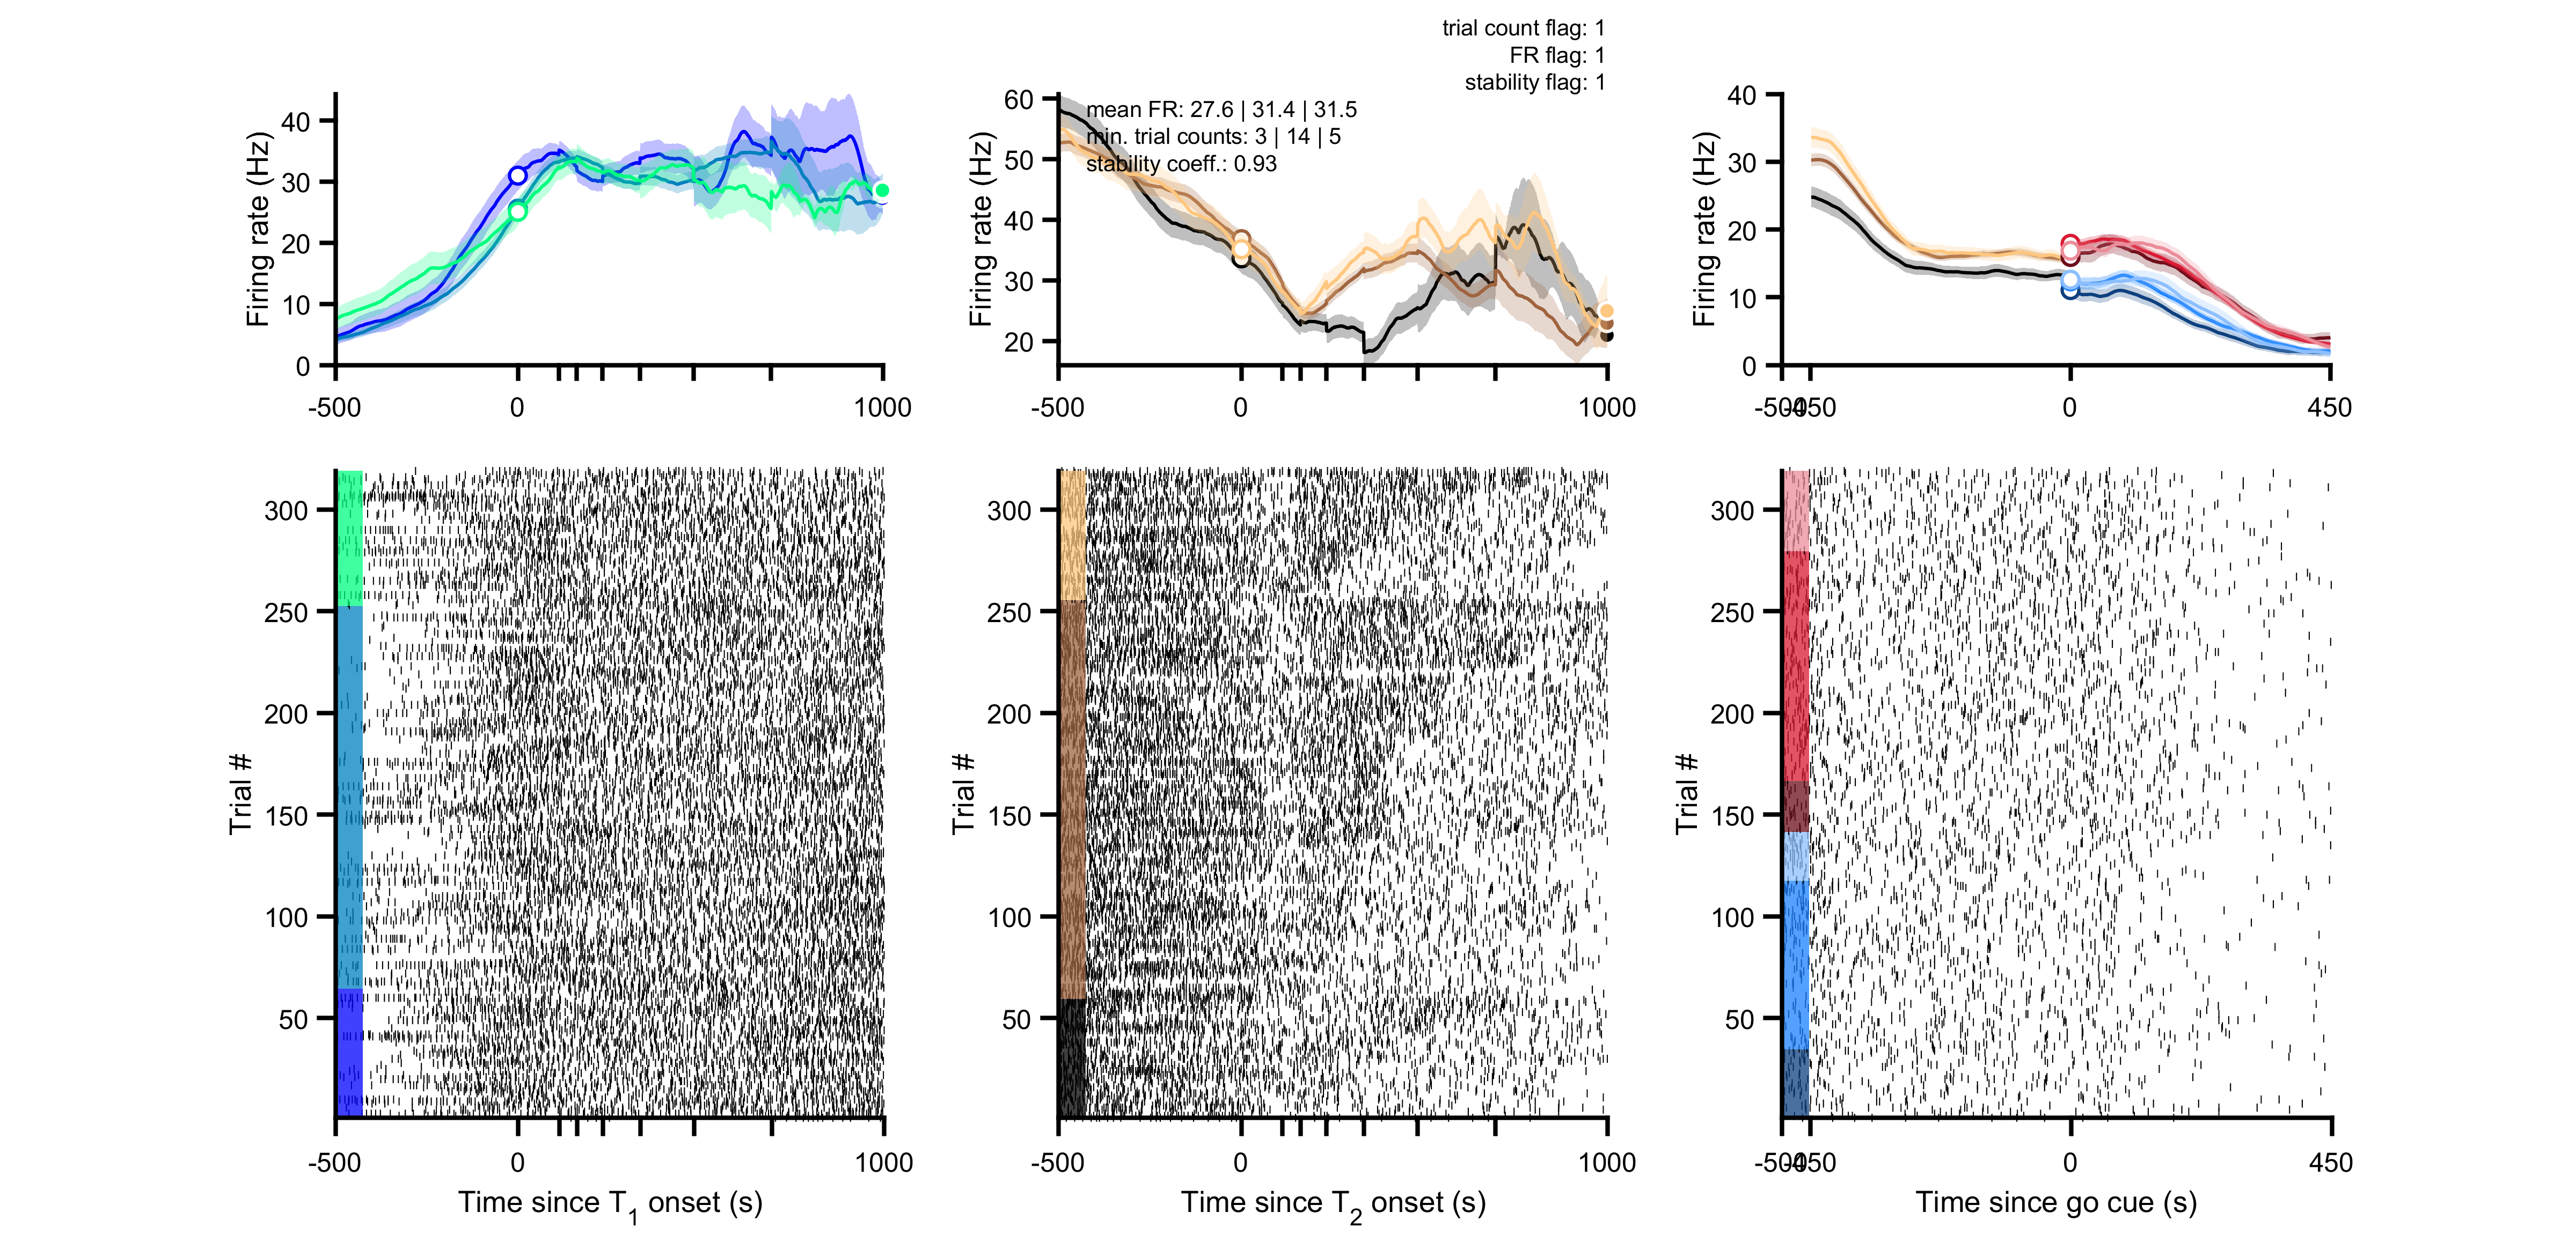 trial count flag: 1
FR flag: 1
stability flag: 1
mean FR: 27.6 | 31.4 | 31.5
min. trial counts: 3 | 14 | 5
stability coeff.: 0.93
Firing rate (Hz)
40
30
20
10
0
-500 0 1000
Firing rate (Hz)
60
50
40
30
20
-500 0 1000
Firing rate (Hz)
40
30
20
10
0
-500 -450 0 450
Trial #
300
250
200
150
100
50
-500 0 1000
Time since T1 onset (s)
Trial #
300
250
200
150
100
50
-500 0 1000
Time since T2 onset (s)
Trial #
300
250
200
150
100
50
-500 -450 0 450
Time since go cue (s)